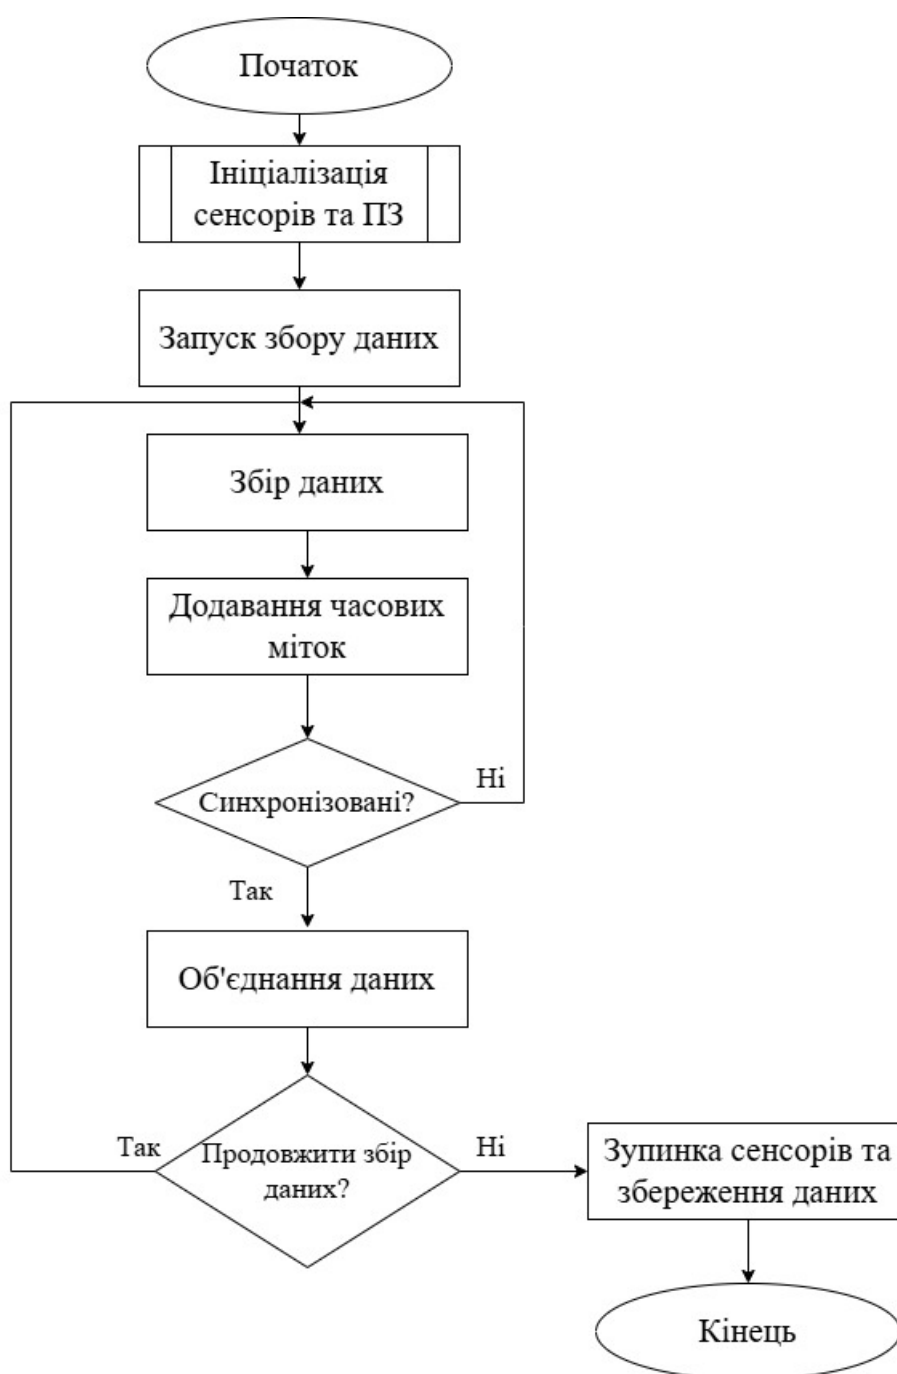 Початок
Ініціалізація
сенсорів та ПЗ
Запуск збору даних
Збір даних
Додавання часових
міток
Синхронізовані?
Ні
Так
Об'єднання даних
Продовжити збір
даних?
Так
Ні
Зупинка сенсорів та
збереження даних
Кінець